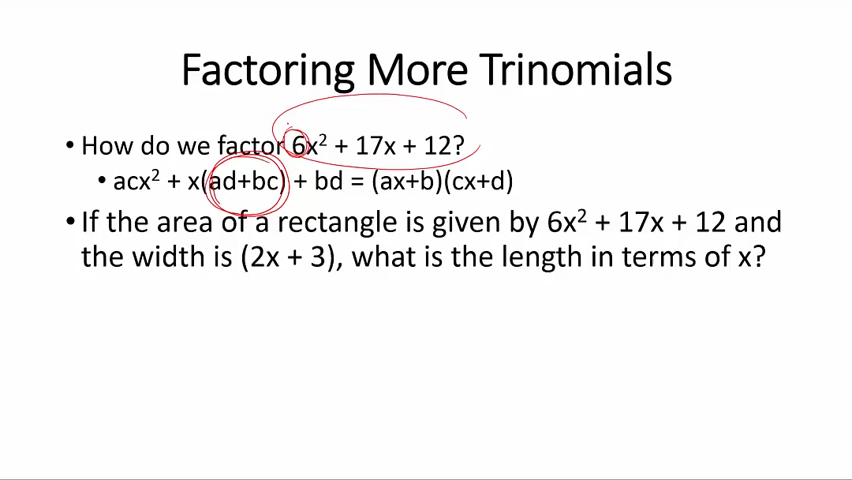 Factoring More Trinomials
• How do we factor 6x² + 17x + 12?
• acx² + x(ad+bc) + bd = (ax+b)(cx+d)
• If the area of a rectangle is given by 6x² + 17x + 12 and
the width is (2x + 3), what is the length in terms of x?